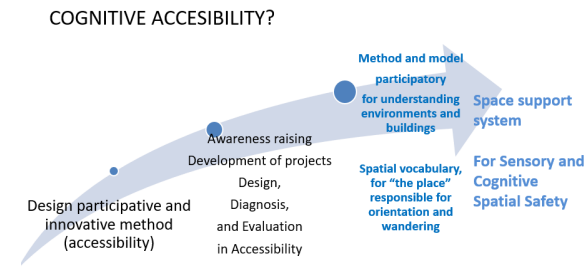 COGNITIVE ACCESIBILITY?
Design participative and
innovative method
(accessibility)
Awareness raising
Development of projects
Design,
Diagnosis,
and Evaluation
in Accessibility
Method and model
participatory
for understanding
environments and
buildings
Spatial vocabulary,
for “the place”
responsible for
orientation and
wandering
Space support
system
For Sensory and
Cognitive
Spatial Safety